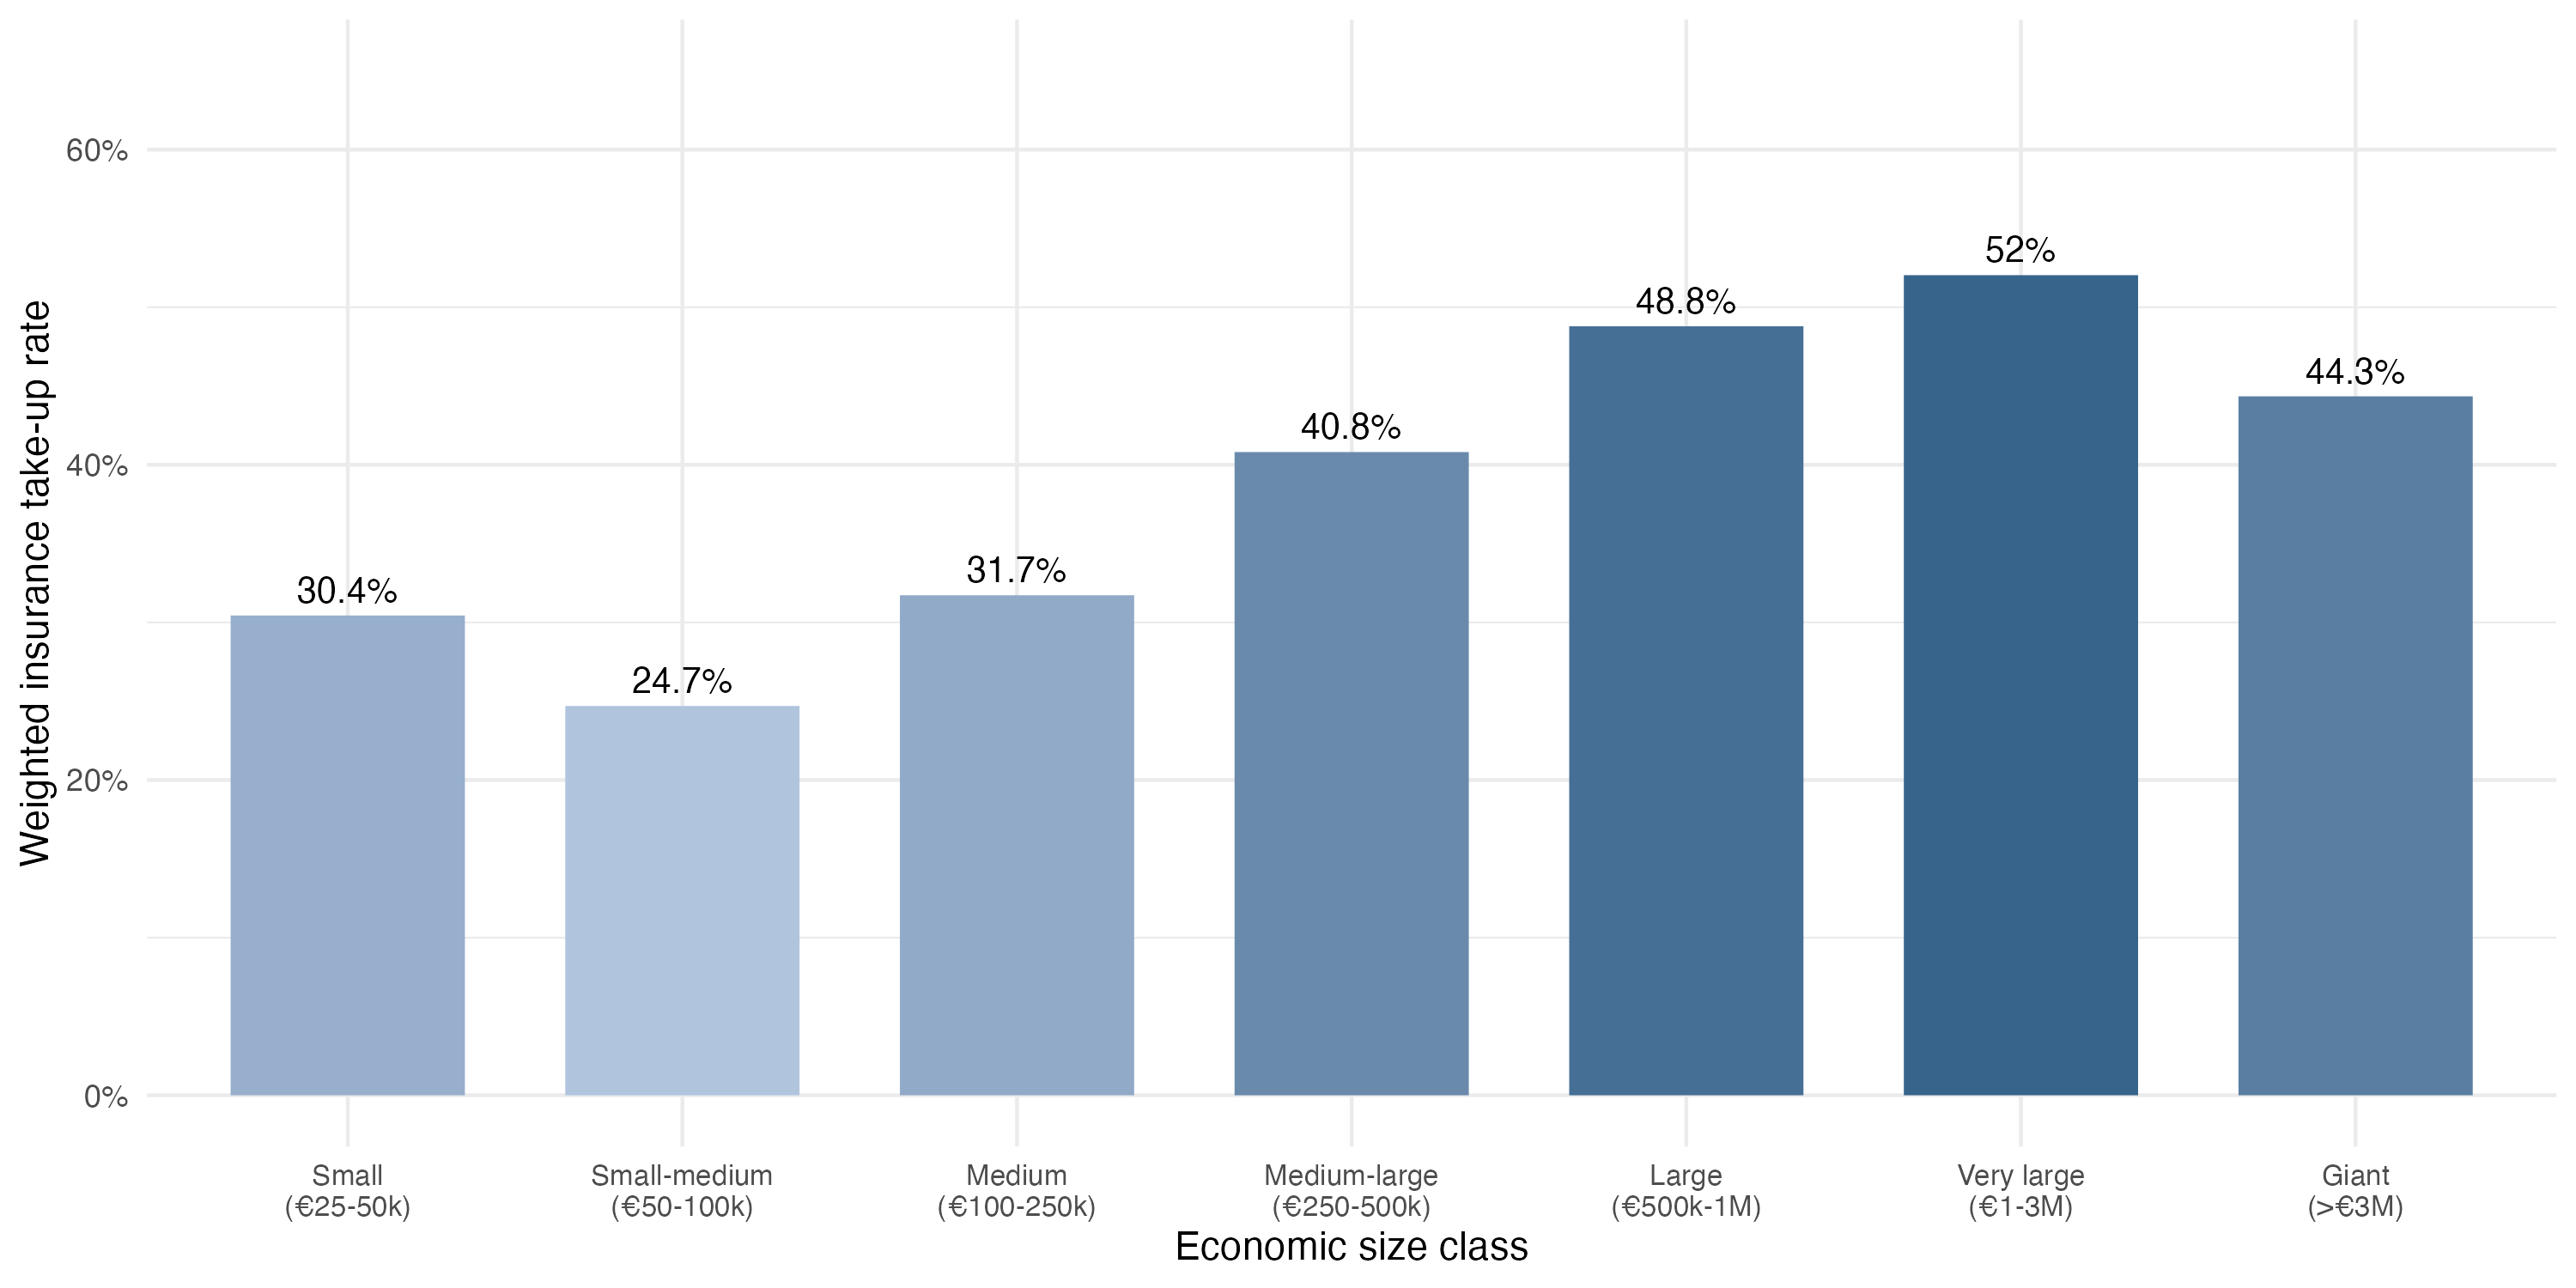 Weighted insurance take-up rate
60%
40%
20%
0%
30.4%
24.7%
31.7%
40.8%
48.8%
52%
44.3%
Small
(€25-50k)
Small-medium
(€50-100k)
Medium
(€100-250k)
Medium-large
(€250-500k)
Large
(€500k-1M)
Very large
(€1-3M)
Giant
(>€3M)
Economic size class